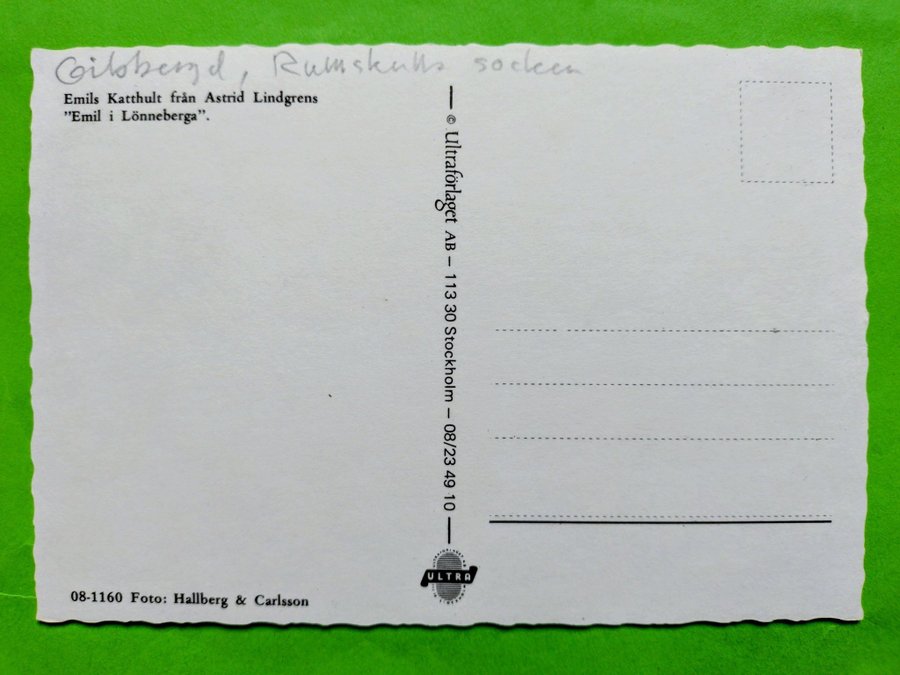 Gibberyd, Rumskulla socken
Emils Katthult från Astrid Lindgrens
"Emil i Lönneberga".
© Ultraförlaget AB – 113 30 Stockholm – 08/23 49 10
ULTRA
08-1160 Foto: Hallberg & Carlsson